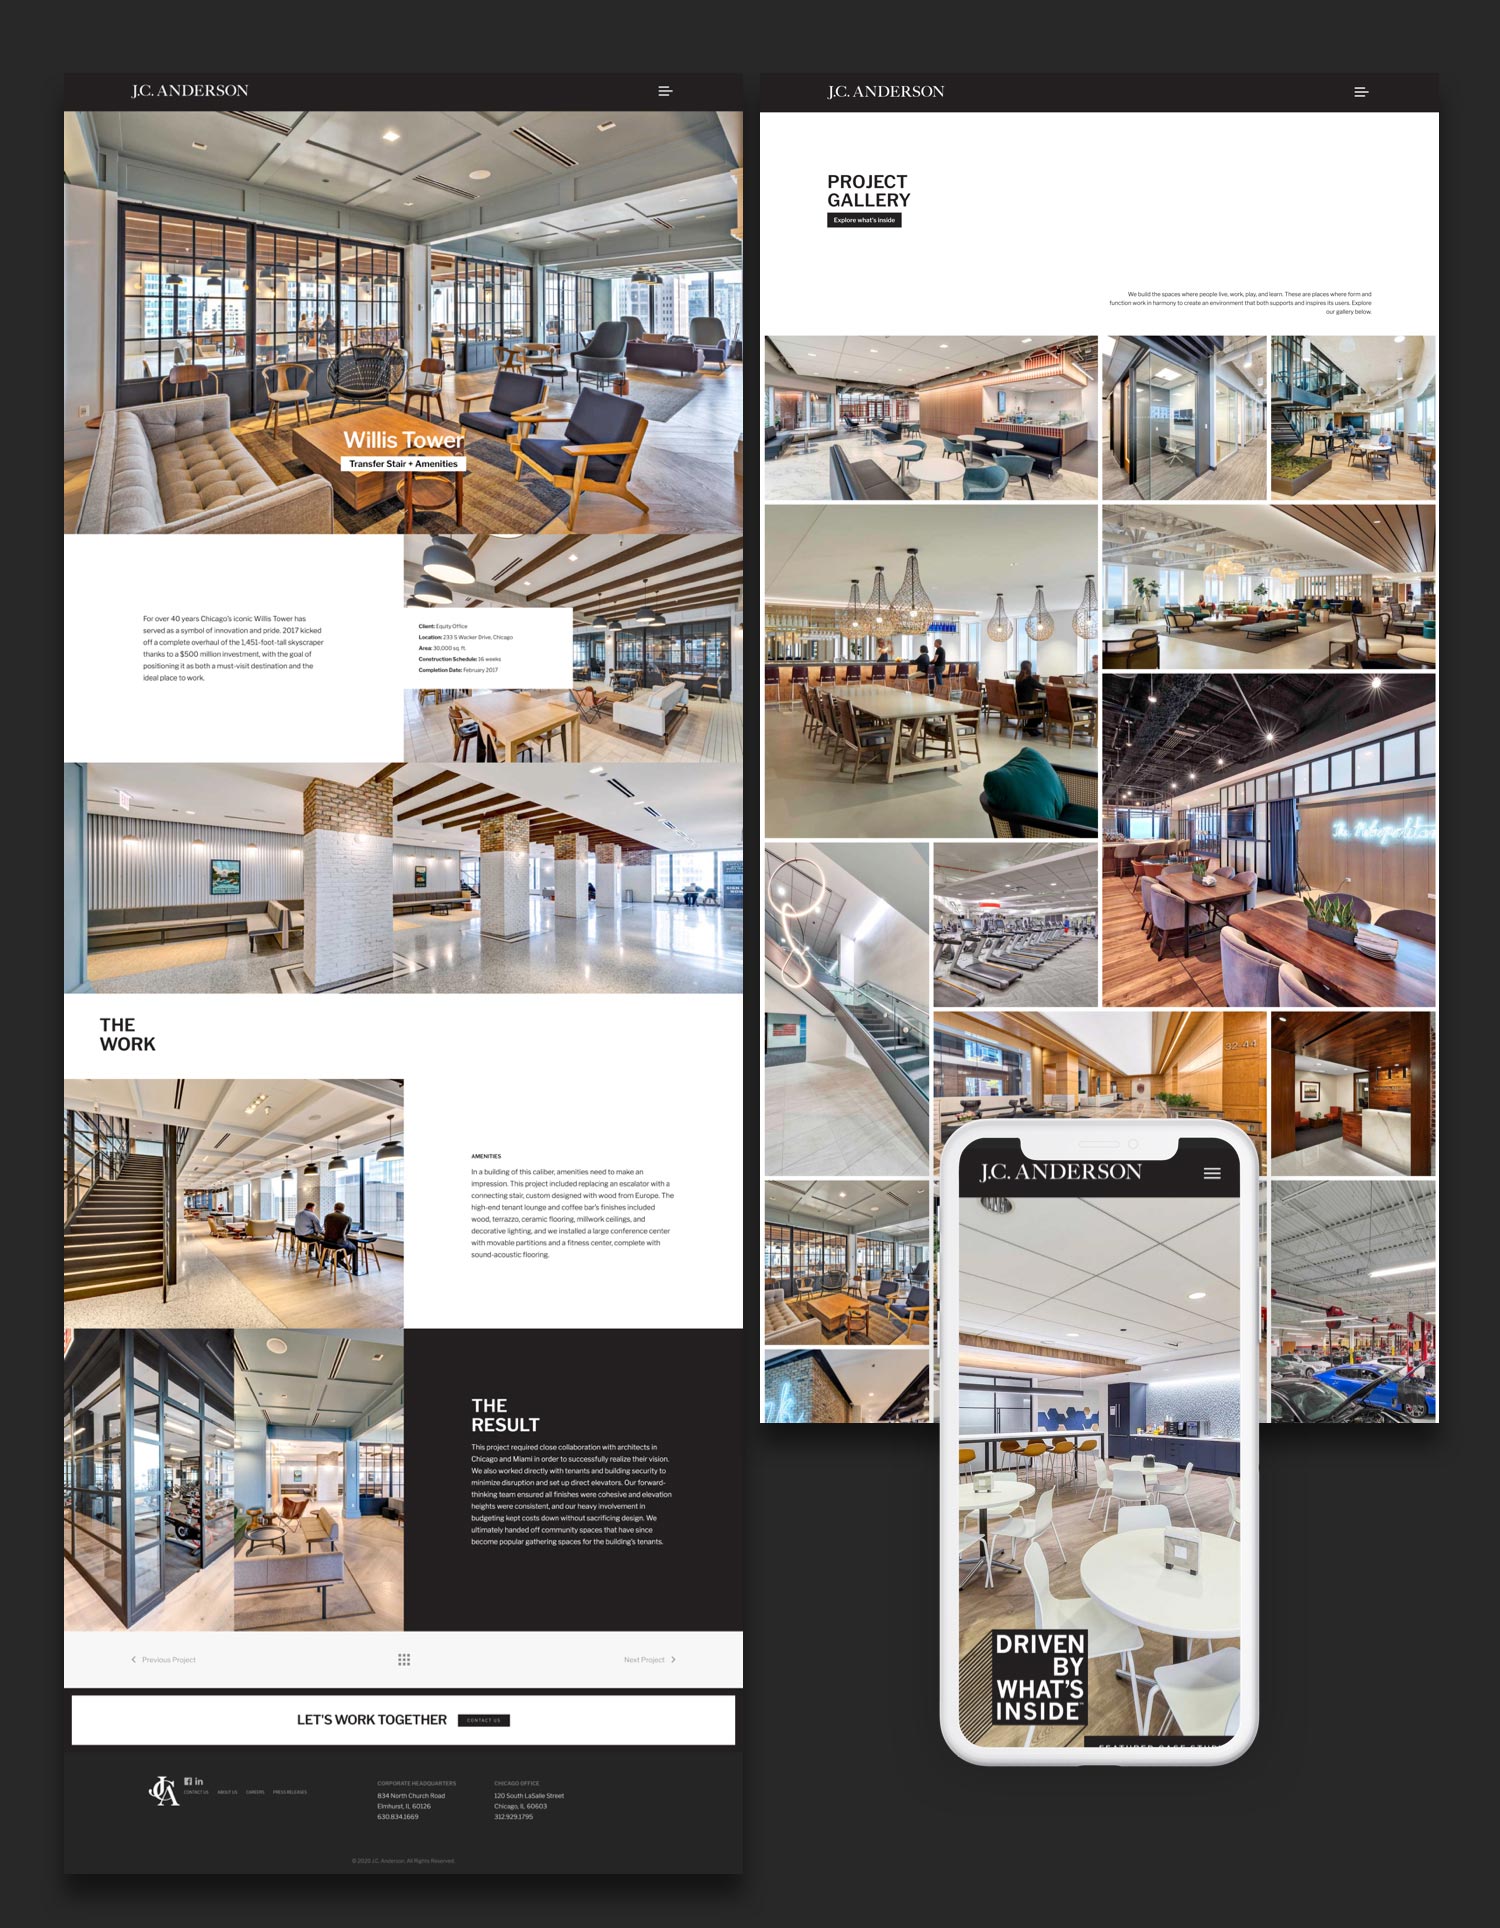 J.C. ANDERSON
Willis Tower
Transfer Stair + Amenities
For over 40 years Chicago's iconic Willis Tower has
served as a symbol of innovation and pride. 2017 kicked
off a complete overhaul of the 1,451-foot-tall skyscraper
thanks to a $500 million investment, with the goal of
positioning it as both a must-visit destination and the
ideal place to work.
Client: Equity Office
Location: 233 S Wacker Drive, Chicago
Area: 30,000 sq. ft.
Construction Schedule: 16 weeks
Completion Date: February 2017
THE
WORK
AMENITIES
In a building of this caliber, amenities need to make an
impression. This project included replacing an escalator with a
connecting stair, custom designed with wood from Europe. The
high-end tenant lounge and coffee bar's finishes included
wood, terrazzo, ceramic flooring, millwork ceilings, and
decorative lighting, and we installed a large conference center
with movable partitions and a fitness center, complete with
sound-acoustic flooring.
THE
RESULT
This project required close collaboration with architects in
Chicago and Miami in order to successfully realize their vision.
We also worked directly with tenants and building security to
minimize disruption and set up direct elevators. Our forward-
thinking team ensured all finishes were cohesive and elevation
heights were consistent, and our heavy involvement in
budgeting kept costs down without sacrificing design. We
ultimately handed off community spaces that have since
become popular gathering spaces for the building's tenants.
Previous Project
Next Project
LET'S WORK TOGETHER
CONTACT US
JCA
CONTACT US ABOUT US CAREERS PRESS RELEASES
CORPORATE HEADQUARTERS
834 North Church Road
Elmhurst, IL 60126
630.834.1669
CHICAGO OFFICE
120 South LaSalle Street
Chicago, IL 60603
312.929.1795
© 2020 J.C. Anderson. All Rights Reserved.
J.C. ANDERSON
PROJECT
GALLERY
Explore what's inside
We build the spaces where people live, work, play, and learn. These are places where form and
function work in harmony to create an environment that both supports and inspires its users. Explore
our gallery below.
The Metropolitan
32-44
J.C. ANDERSON
DRIVEN
BY
WHAT'S
INSIDE™